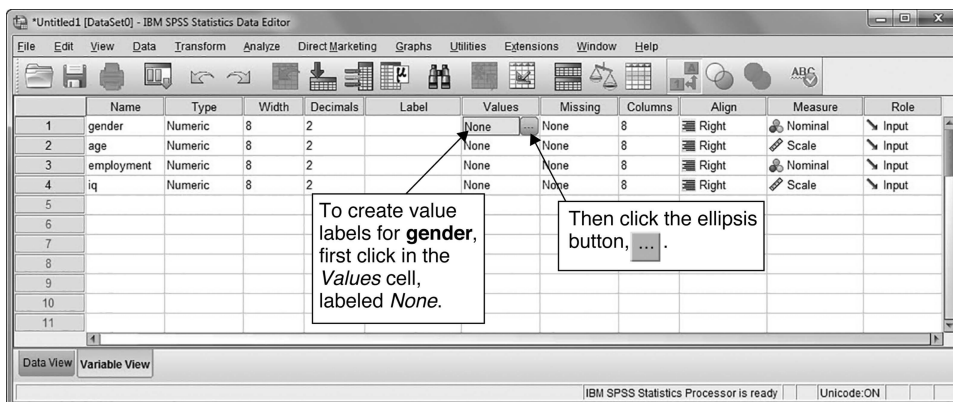 *Untitled1 [DataSet0] - IBM SPSS Statistics Data Editor
File Edit View Data Transform Analyze Direct Marketing Graphs Utilities Extensions Window Help
Name Type Width Decimals Label Values Missing Columns Align Measure Role
1 gender Numeric 8 2 None ... None 8 Right Nominal Input
2 age Numeric 8 2 None None 8 Right Scale Input
3 employment Numeric 8 2 None None 8 Right Nominal Input
4 iq Numeric 8 2 None None 8 Right Scale Input
5
6
7
8
9
10
11
To create value
labels for gender,
first click in the
Values cell,
labeled None.
Then click the ellipsis
button, ... .
Data View Variable View
IBM SPSS Statistics Processor is ready Unicode:ON